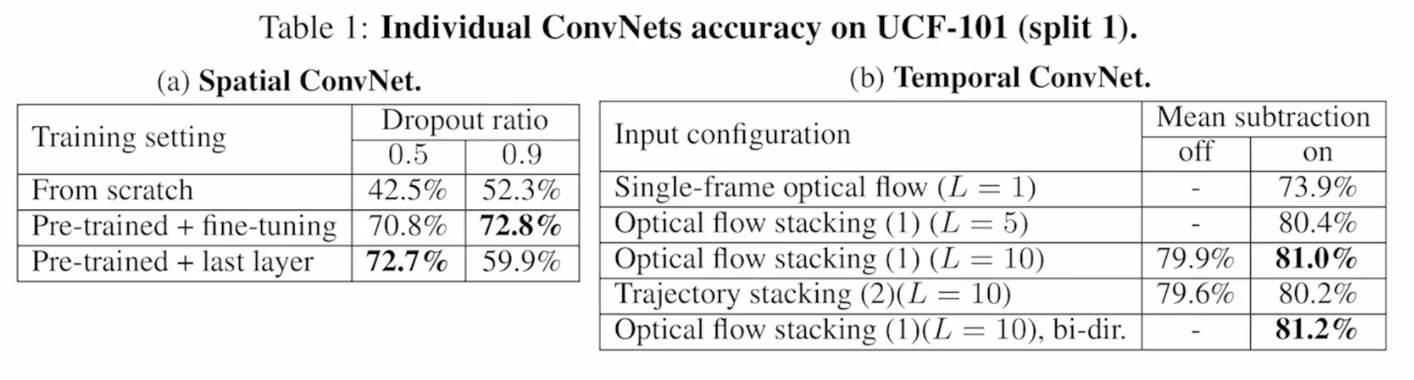 Table 1: Individual ConvNets accuracy on UCF-101 (split 1).
(a) Spatial ConvNet.
Training setting Dropout ratio
0.5 0.9
From scratch 42.5% 52.3%
Pre-trained + fine-tuning 70.8% 72.8%
Pre-trained + last layer 72.7% 59.9%
(b) Temporal ConvNet.
Input configuration Mean subtraction
off on
Single-frame optical flow (L = 1) - 73.9%
Optical flow stacking (1) (L = 5) - 80.4%
Optical flow stacking (1) (L = 10) 79.9% 81.0%
Trajectory stacking (2)(L = 10) 79.6% 80.2%
Optical flow stacking (1)(L = 10), bi-dir. - 81.2%